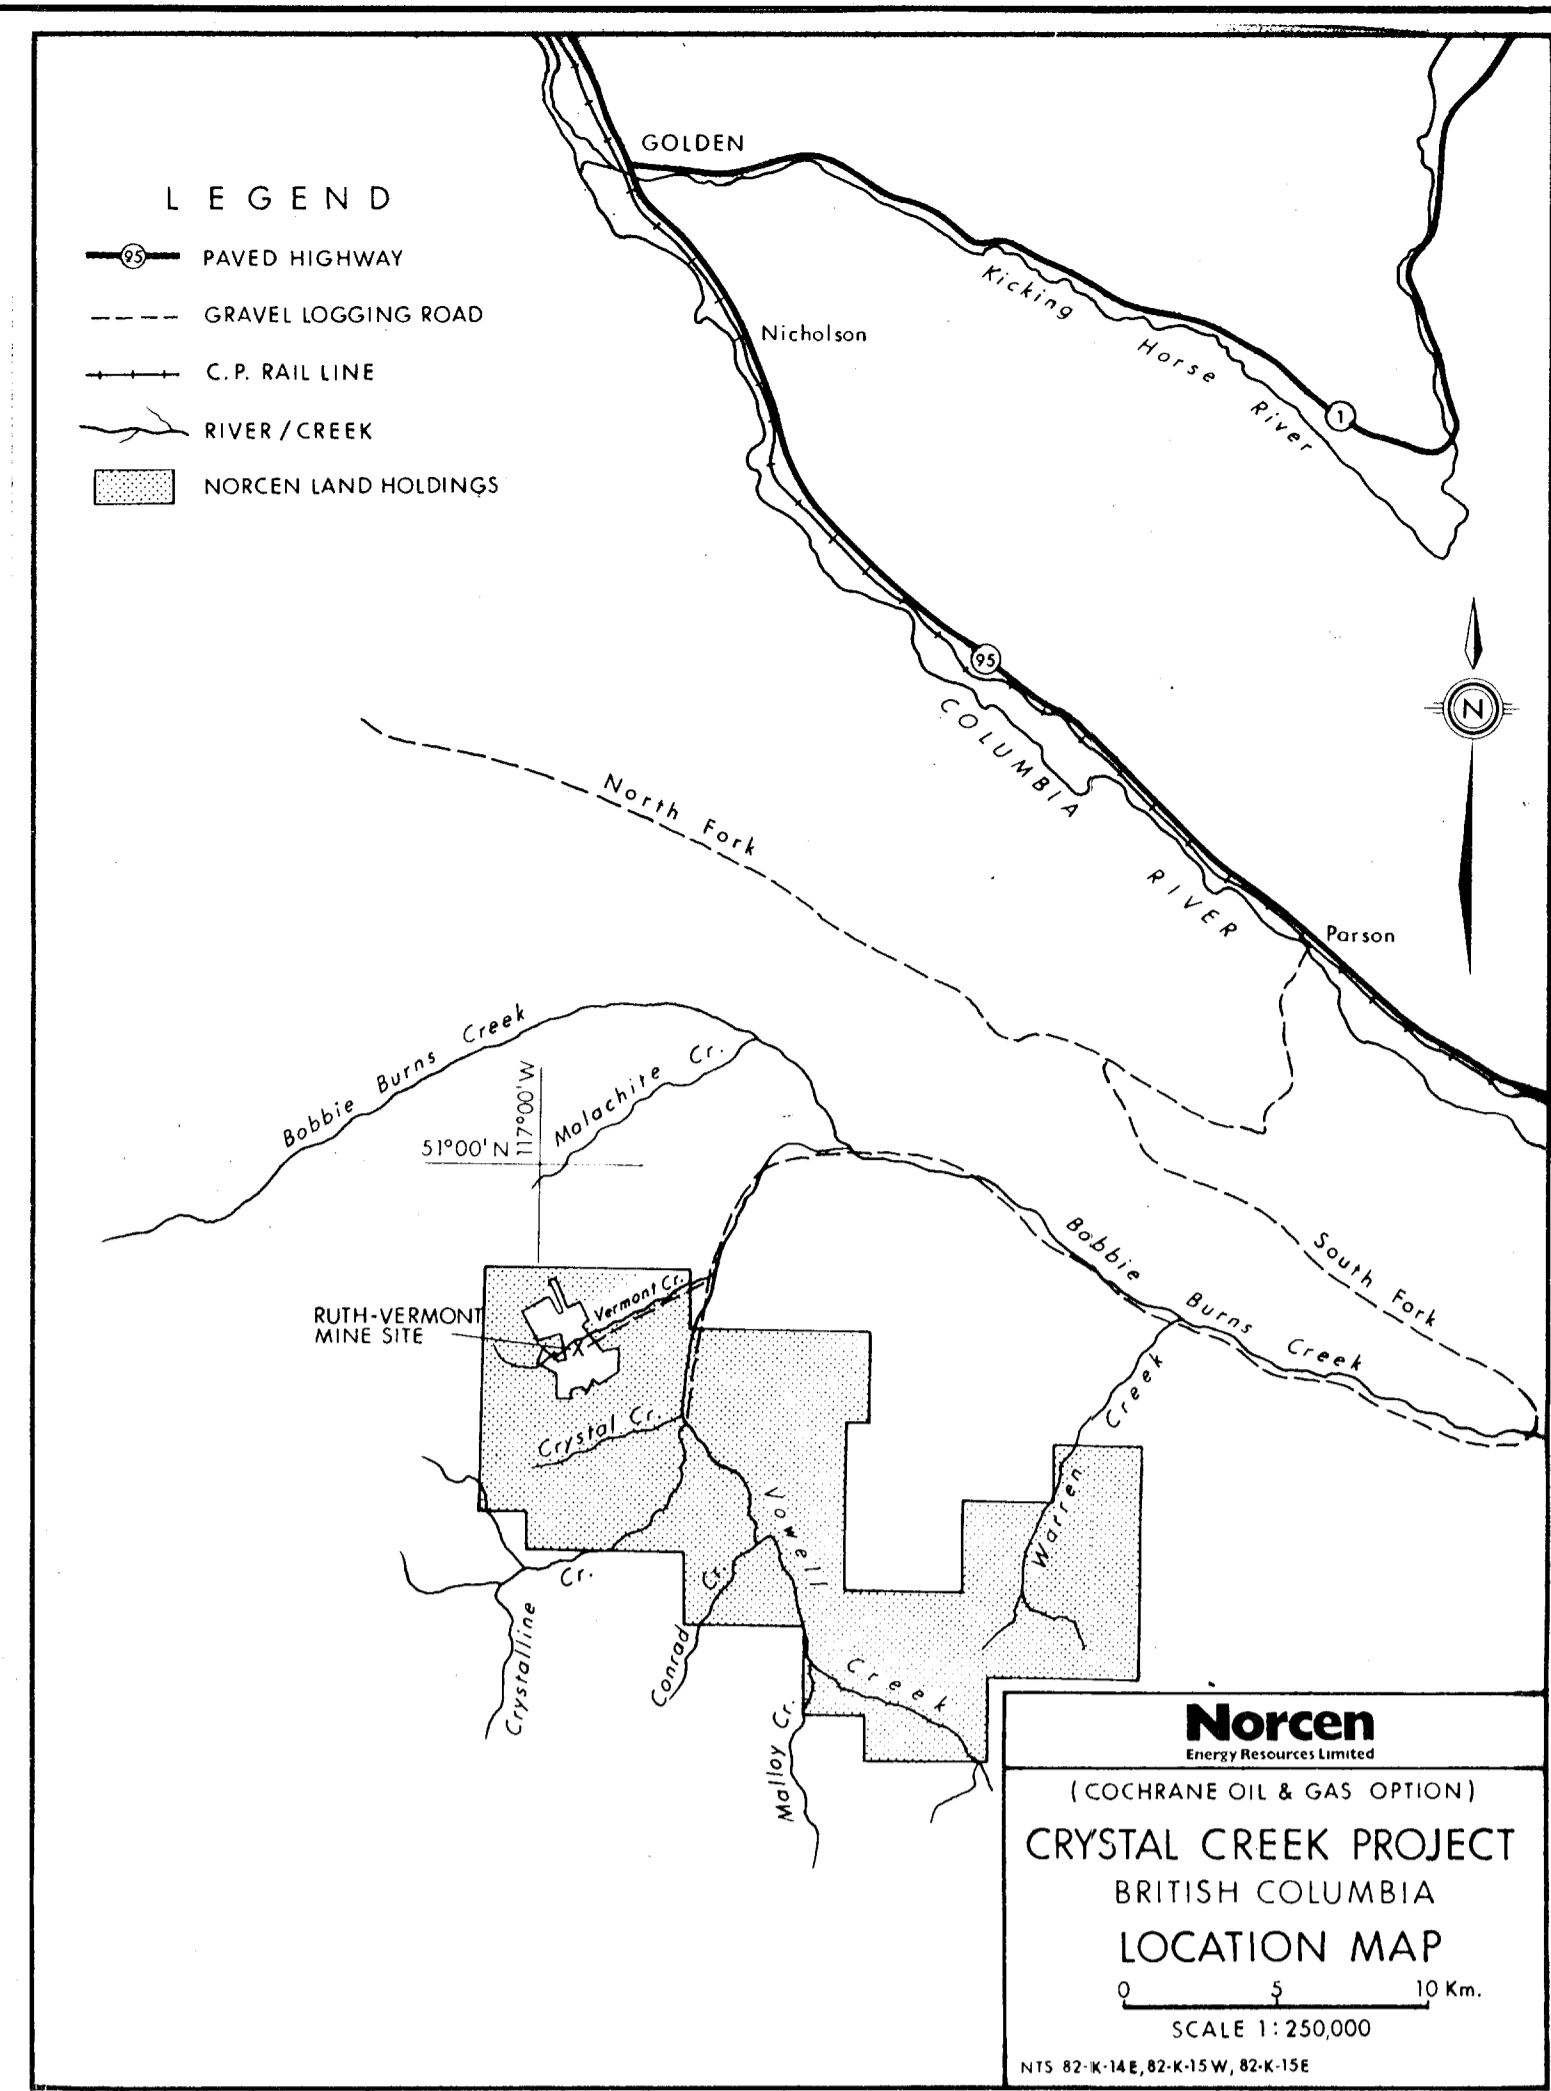 GOLDEN
LEGEND
95 PAVED HIGHWAY
GRAVEL LOGGING ROAD
C.P. RAIL LINE
RIVER/CREEK
NORCEN LAND HOLDINGS
Kicking Horse River
1
Nicholson
95
N
COLUMBIA RIVER
North Fork
Parson
Bobbie Burns Creek
Malachite Cr.
117°00'W
51°00'N
Bobbie Burns Creek
South Fork
Vermont Cr.
RUTH-VERMONT
MINE SITE
X
Crystal Cr.
Warren Creek
Vowell Creek
Crystalline Cr.
Conrad Cr.
Malloy Cr.
Norcen
Energy Resources Limited
(COCHRANE OIL & GAS OPTION)
CRYSTAL CREEK PROJECT
BRITISH COLUMBIA
LOCATION MAP
0 5 10 Km.
SCALE 1:250,000
NTS 82-K-14E, 82-K-15W, 82-K-15E